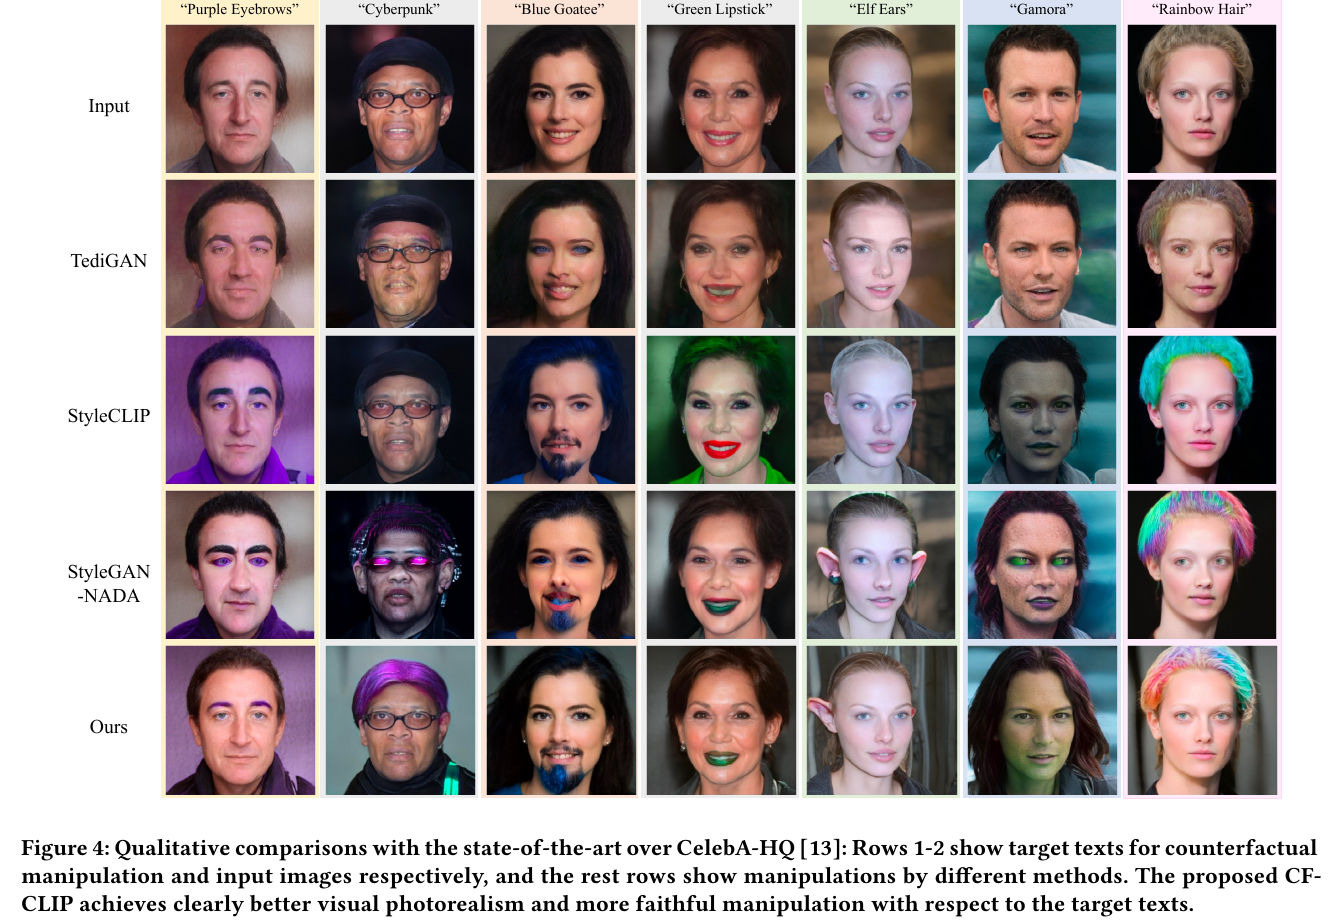 “Purple Eyebrows” “Cyberpunk” “Blue Goatee” “Green Lipstick” “Elf Ears” “Gamora” “Rainbow Hair”
Input
TediGAN
StyleCLIP
StyleGAN
-NADA
Ours
Figure 4: Qualitative comparisons with the state-of-the-art over CelebA-HQ [13]: Rows 1-2 show target texts for counterfactual
manipulation and input images respectively, and the rest rows show manipulations by different methods. The proposed CF-
CLIP achieves clearly better visual photorealism and more faithful manipulation with respect to the target texts.